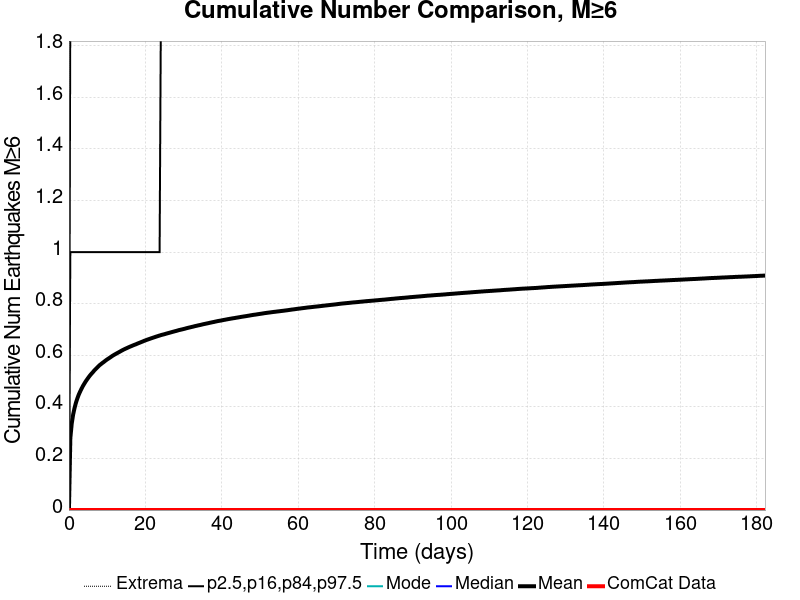 Cumulative Number Comparison, M≥6
Cumulative Num Earthquakes M≥6
1.8
1.6
1.4
1.2
1
0.8
0.6
0.4
0.2
0
0 20 40 60 80 100 120 140 160 180
Time (days)
Extrema p2.5,p16,p84,p97.5 Mode Median Mean ComCat Data